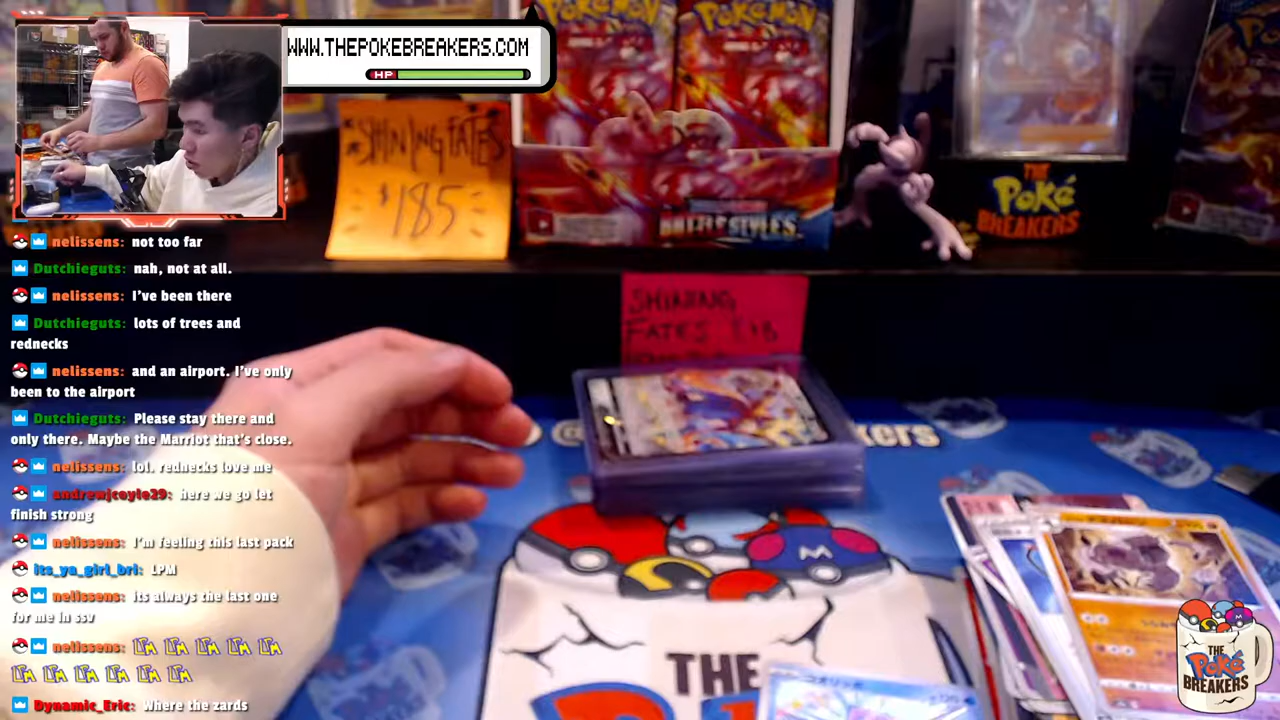 WWW.THEPOKEBREAKERS.COM
HP
Pokémon
Pokémon
SHINING FATES
$185
BATTLE STYLES
THE
Poké
BREAKERS
SHINING
FATES
nelissens: not too far
Dutchieguts: nah, not at all.
nelissens: I've been there
Dutchieguts: lots of trees and
rednecks
nelissens: and an airport. I've only
been to the airport
Dutchieguts: Please stay there and
only there. Maybe the Marriot that's close.
nelissens: lol. rednecks love me
andrewjcoyle29: here we go let
finish strong
nelissens: I'm feeling this last pack
its_ya_girl_bri: LPM
nelissens: its always the last one
for me in ssv
nelissens:
Dynamic_Eric: Where the zards
@
kers
THE
THE
Poké
BREAKERS